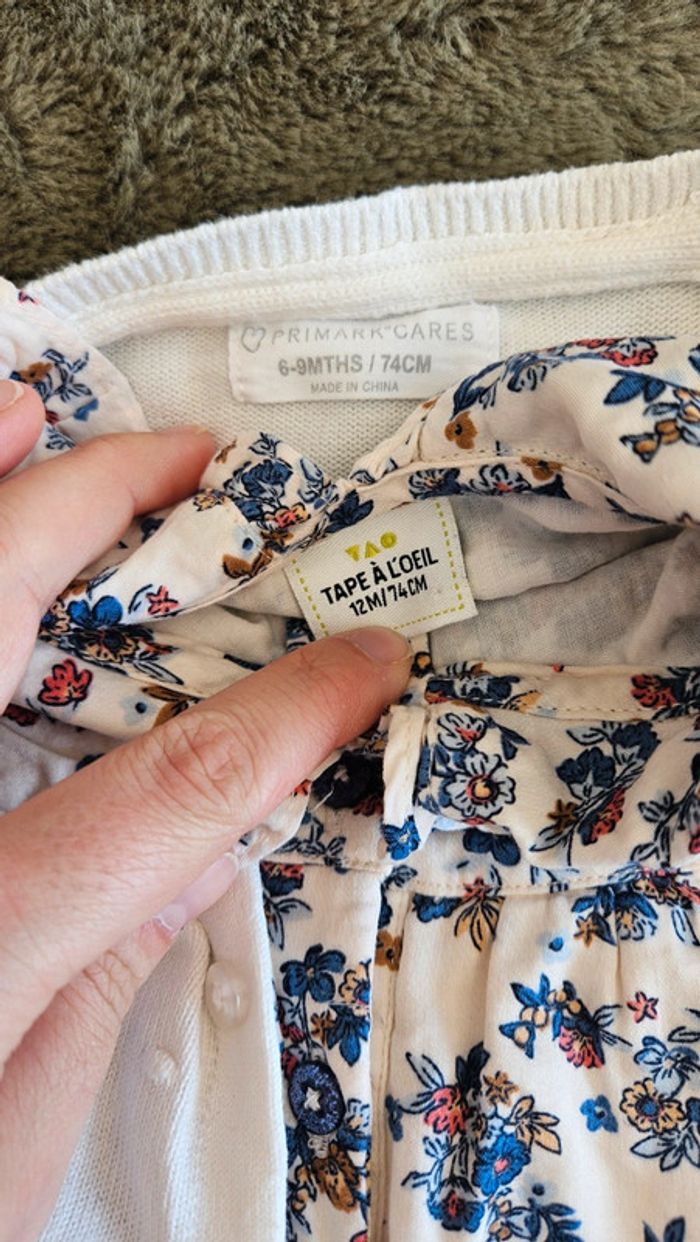 PRIMARK CARES
6-9MTHS / 74CM
MADE IN CHINA
TAO
TAPE À L'OEIL
12M/74CM